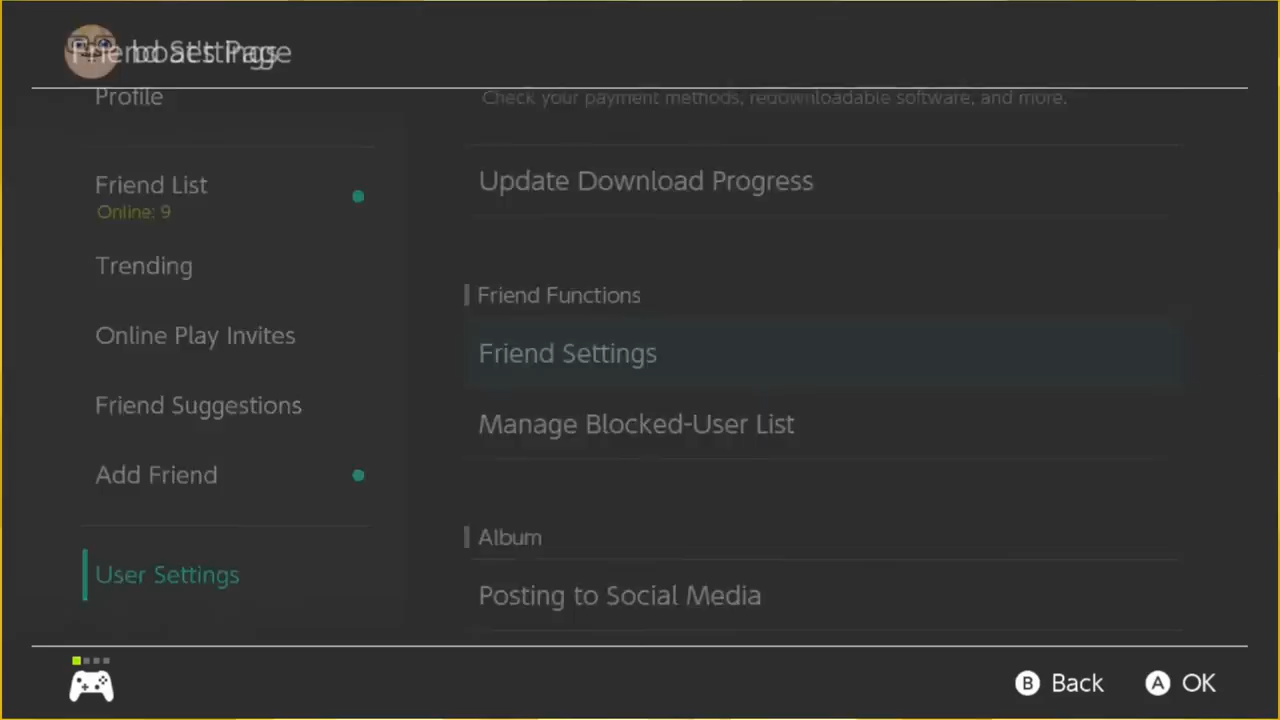 Friend Settings
Profile
Check your payment methods, redownloadable software, and more.
Friend List
Online: 9
Update Download Progress
Trending
Friend Functions
Online Play Invites
Friend Settings
Friend Suggestions
Manage Blocked-User List
Add Friend
Album
User Settings
Posting to Social Media
B Back
A OK